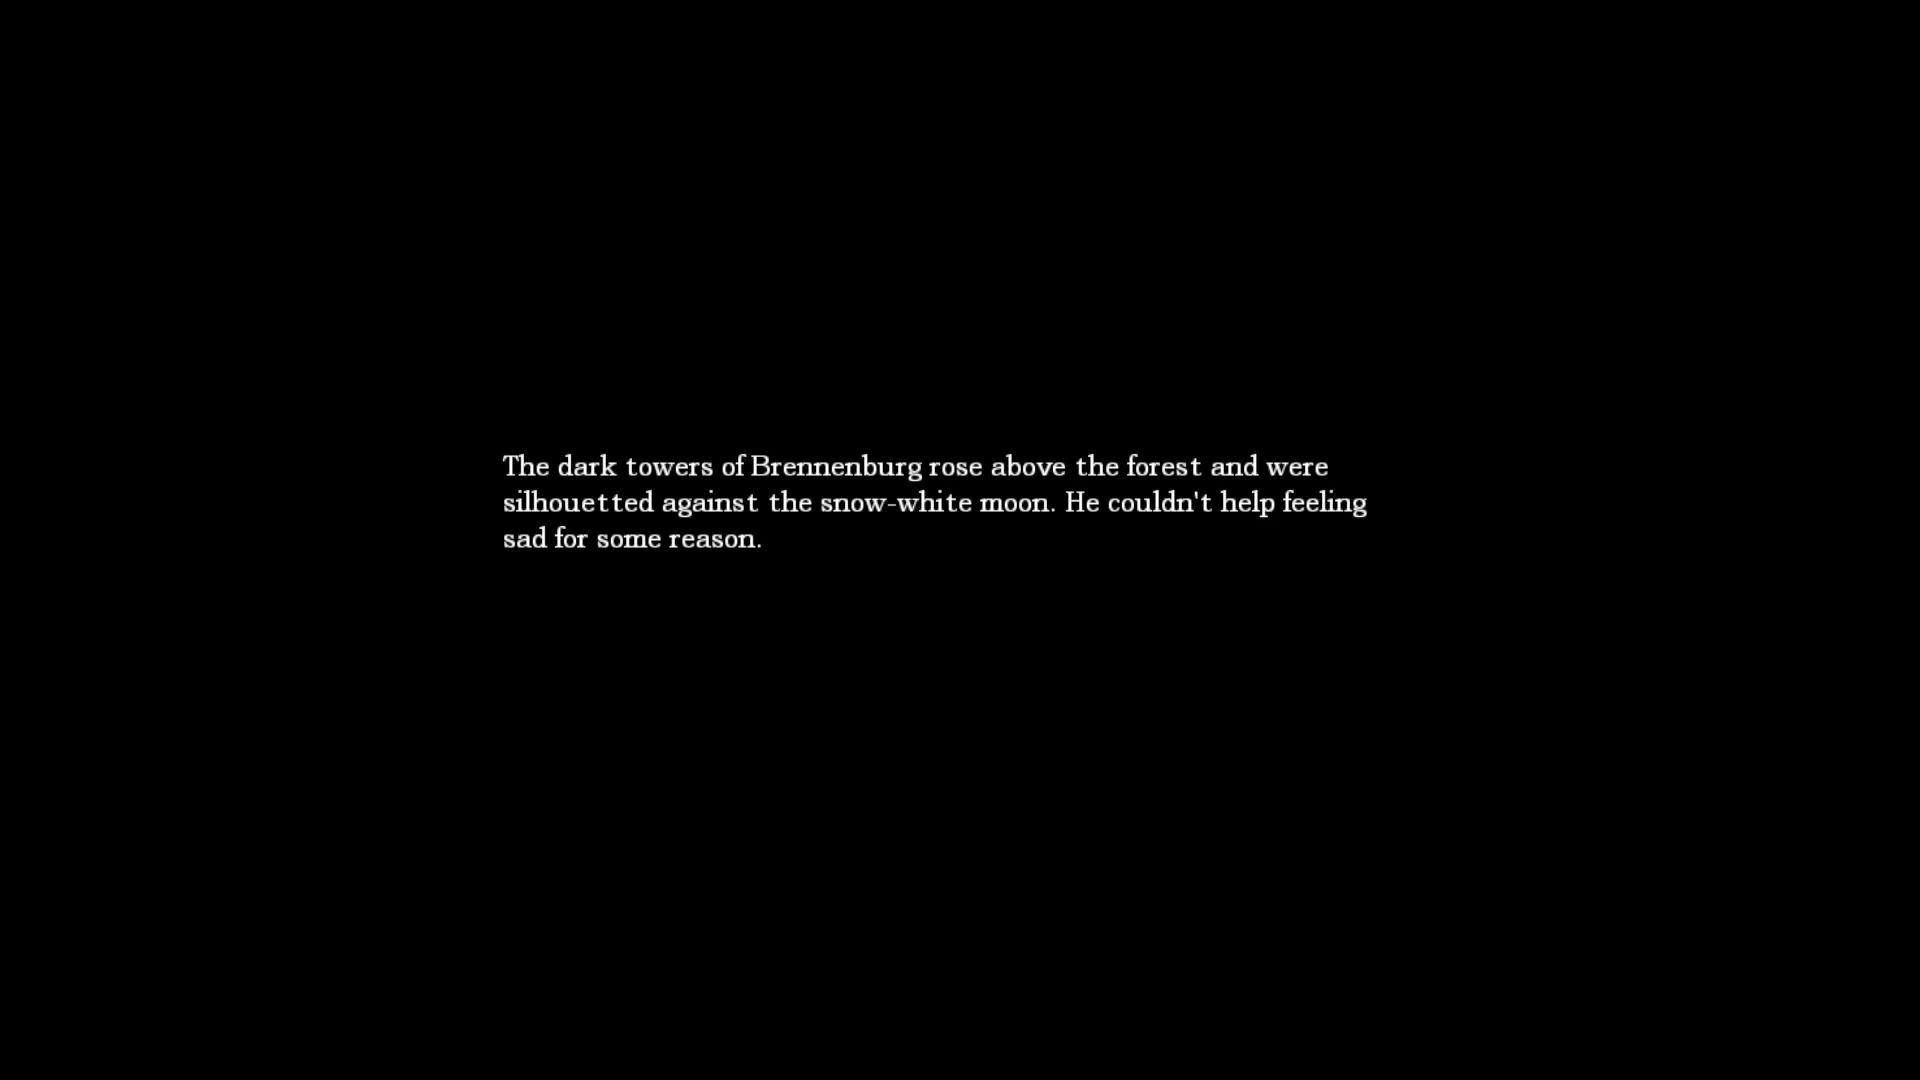 The dark towers of Brennenburg rose above the forest and were
silhouetted against the snow-white moon. He couldn't help feeling
sad for some reason.